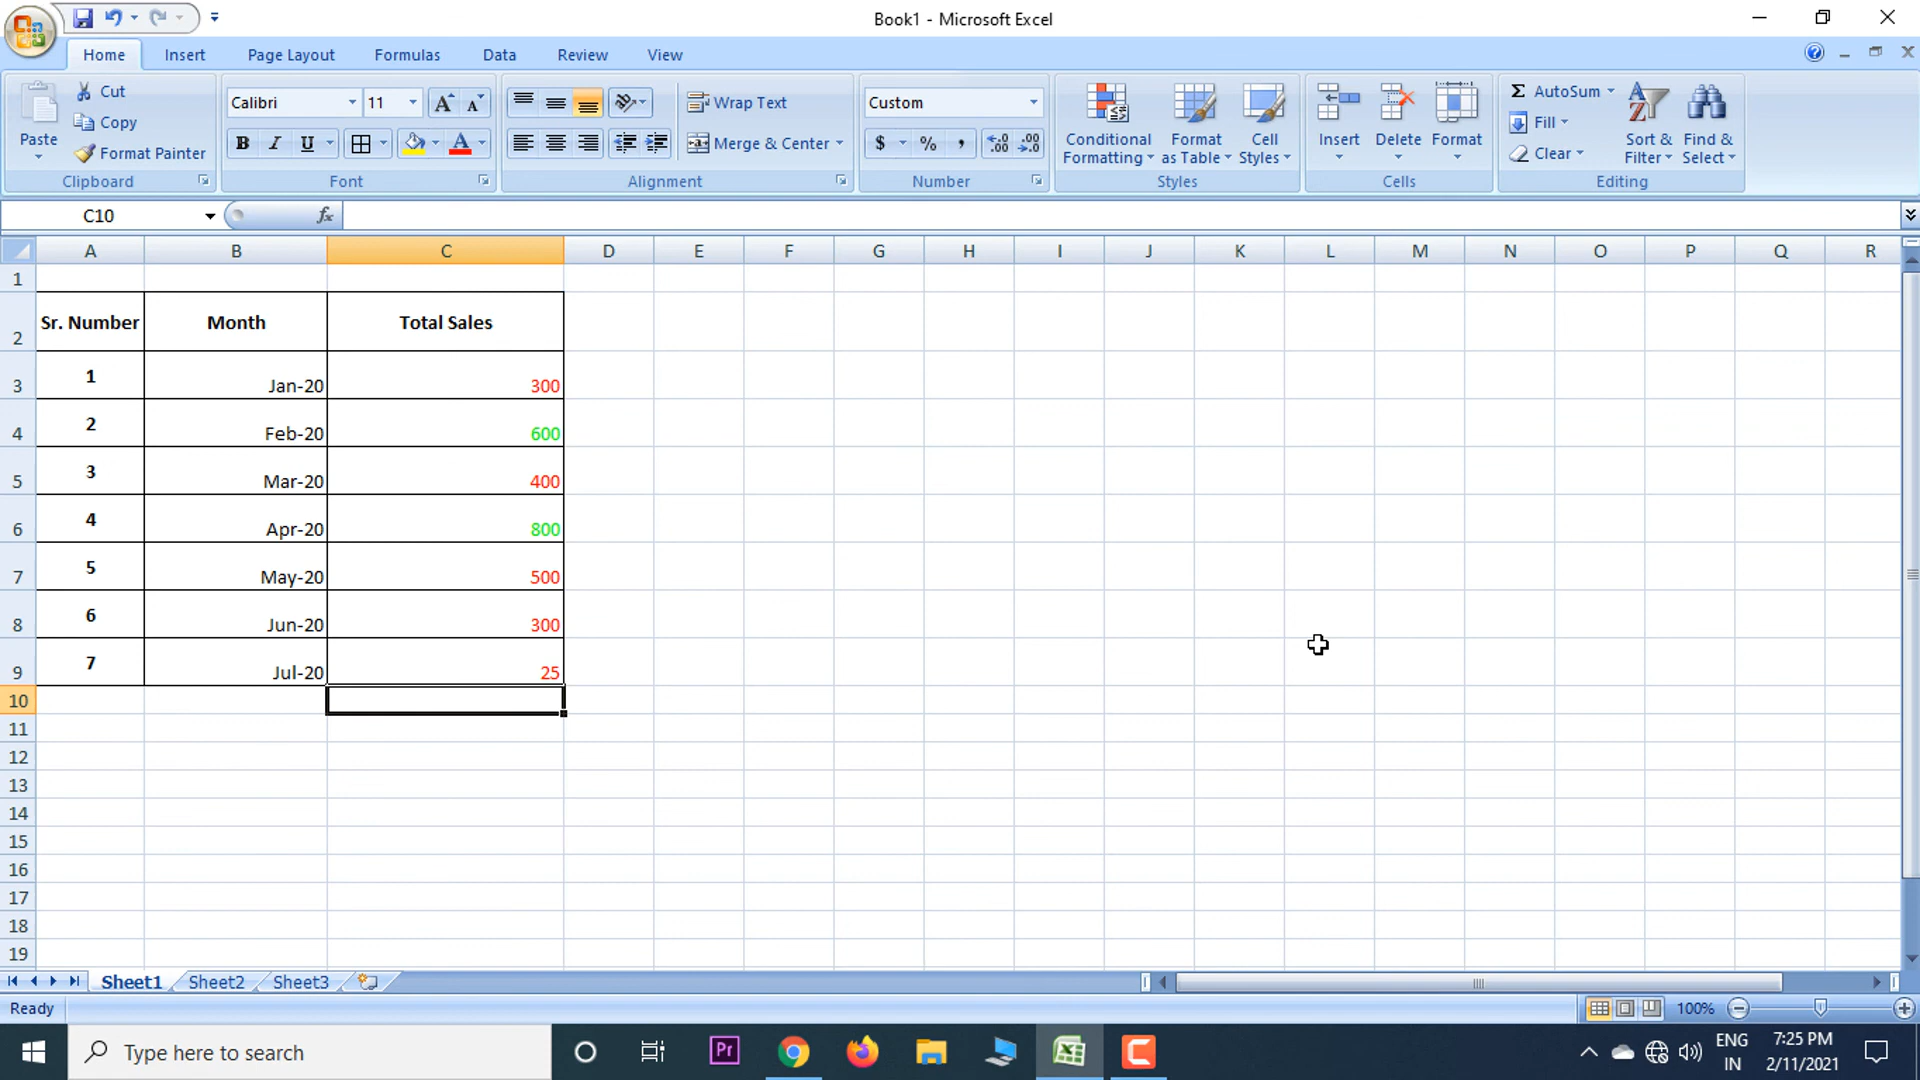 Book1 - Microsoft Excel
Home Insert Page Layout Formulas Data Review View
Paste
Cut
Copy
Format Painter
Clipboard
Calibri 11
B I U
Font
Wrap Text
Merge & Center
Alignment
Custom
$ % ,
Number
Conditional Formatting
Format as Table
Cell Styles
Styles
Insert Delete Format
Cells
Σ AutoSum
Fill
Clear
Sort & Filter
Find & Select
Editing
C10 fx
A B C D E F G H I J K L M N O P Q R
1
2 Sr. Number Month Total Sales
3 1 Jan-20 300
4 2 Feb-20 600
5 3 Mar-20 400
6 4 Apr-20 800
7 5 May-20 500
8 6 Jun-20 300
9 7 Jul-20 25
10
11
12
13
14
15
16
17
18
19
Sheet1 Sheet2 Sheet3
Ready 100%
Type here to search
Pr
ENG
IN
7:25 PM
2/11/2021